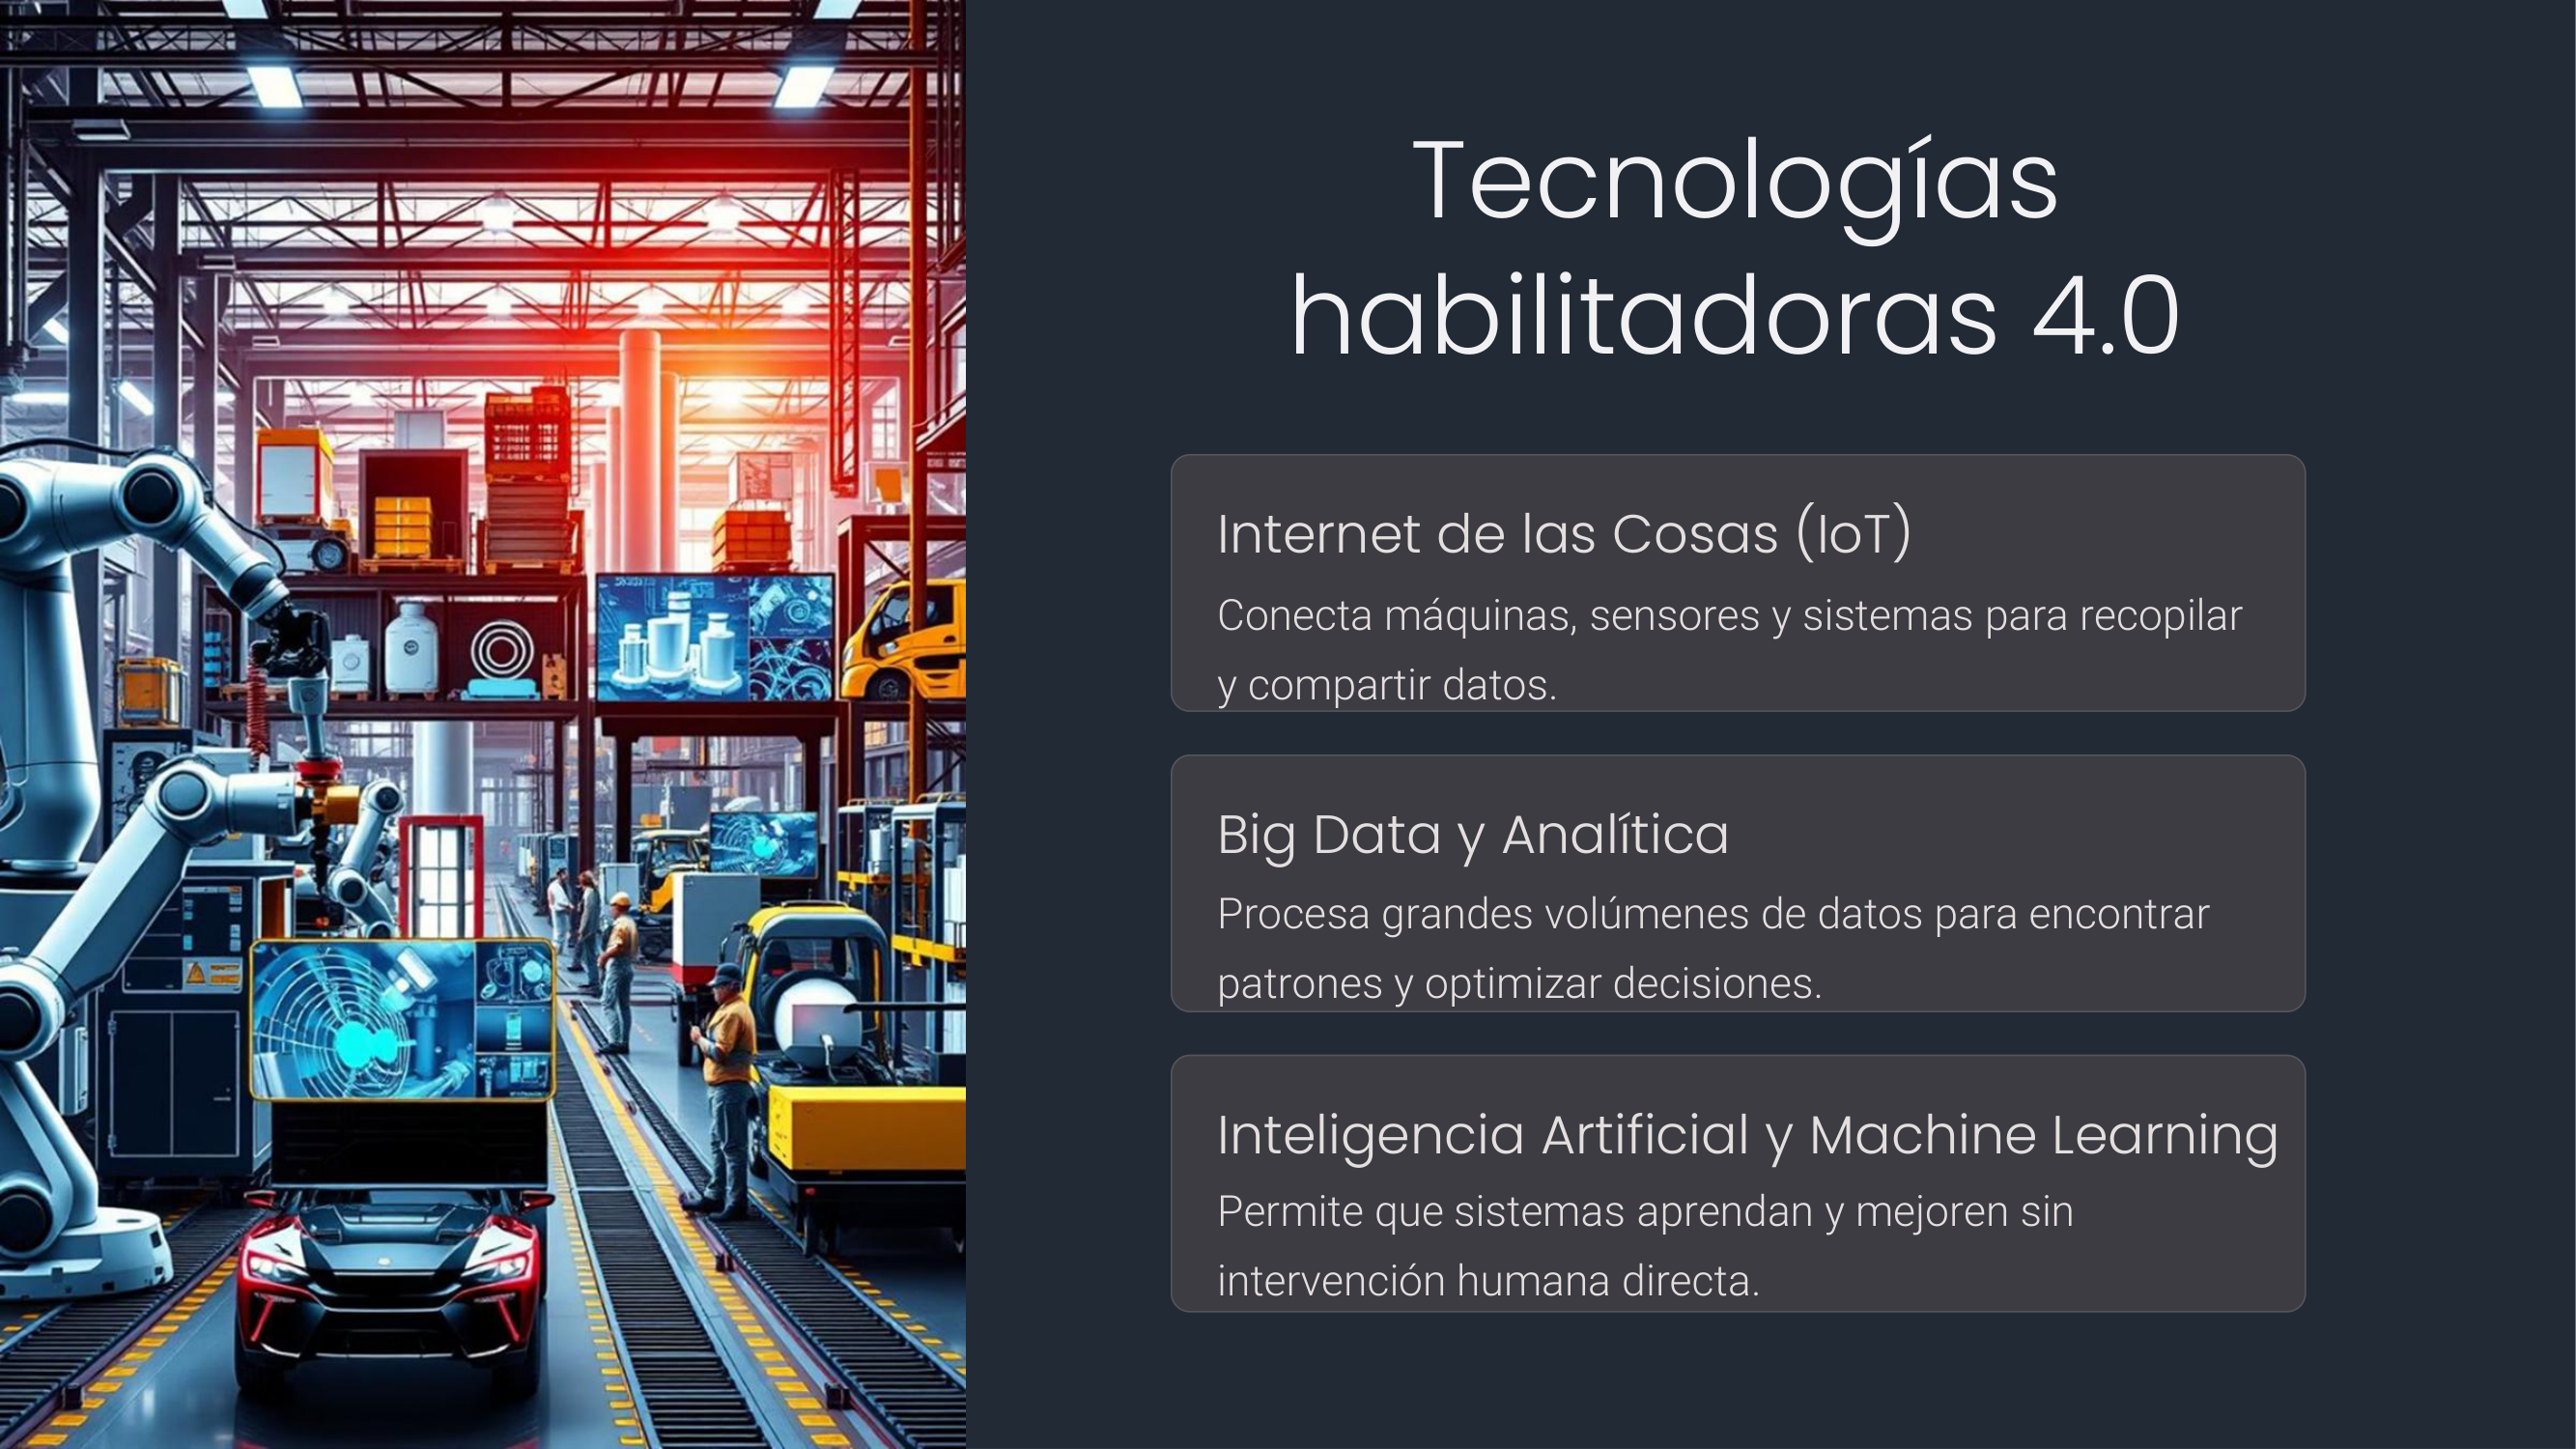 Tecnologías
habilitadoras 4.0
Internet de las Cosas (IoT)
Conecta máquinas, sensores y sistemas para recopilar
y compartir datos.
Big Data y Analítica
Procesa grandes volúmenes de datos para encontrar
patrones y optimizar decisiones.
Inteligencia Artificial y Machine Learning
Permite que sistemas aprendan y mejoren sin
intervención humana directa.